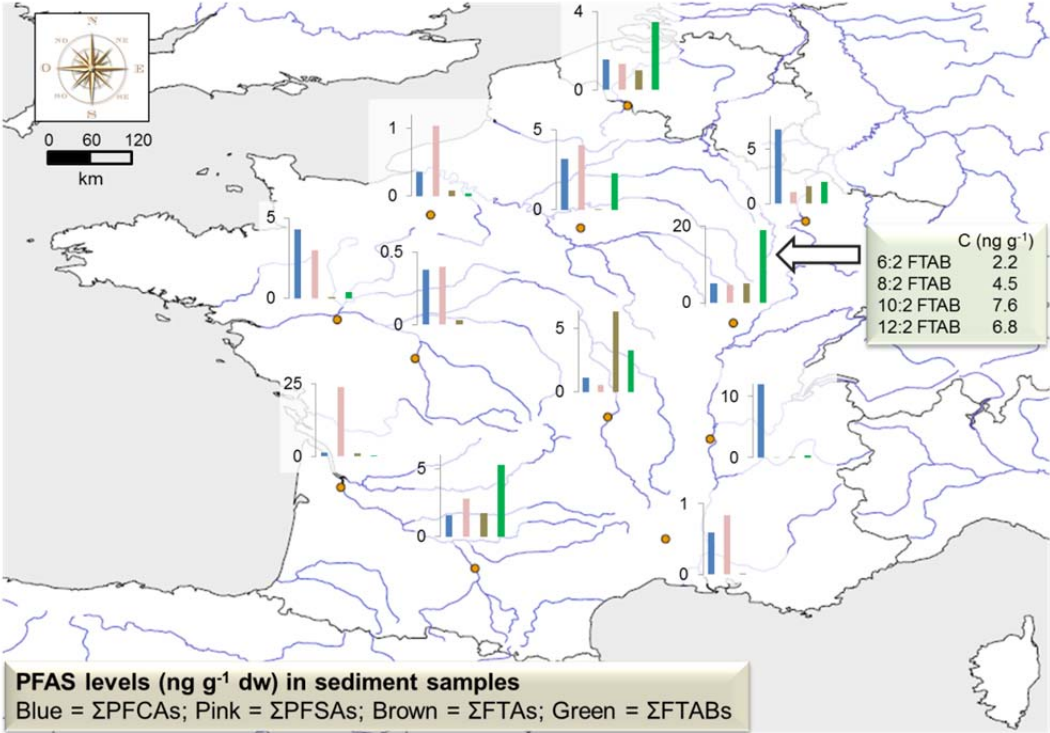 N
NO NE
O E
SO SE
S
0 60 120
km
4
0
1
0
5
0
5
0
5
0
0.5
0
20
0
C (ng g-1)
6:2 FTAB 2.2
8:2 FTAB 4.5
10:2 FTAB 7.6
12:2 FTAB 6.8
5
0
25
0
10
0
5
0
1
0
PFAS levels (ng g-1 dw) in sediment samples
Blue = ΣPFCAs; Pink = ΣPFSAs; Brown = ΣFTAs; Green = ΣFTABs